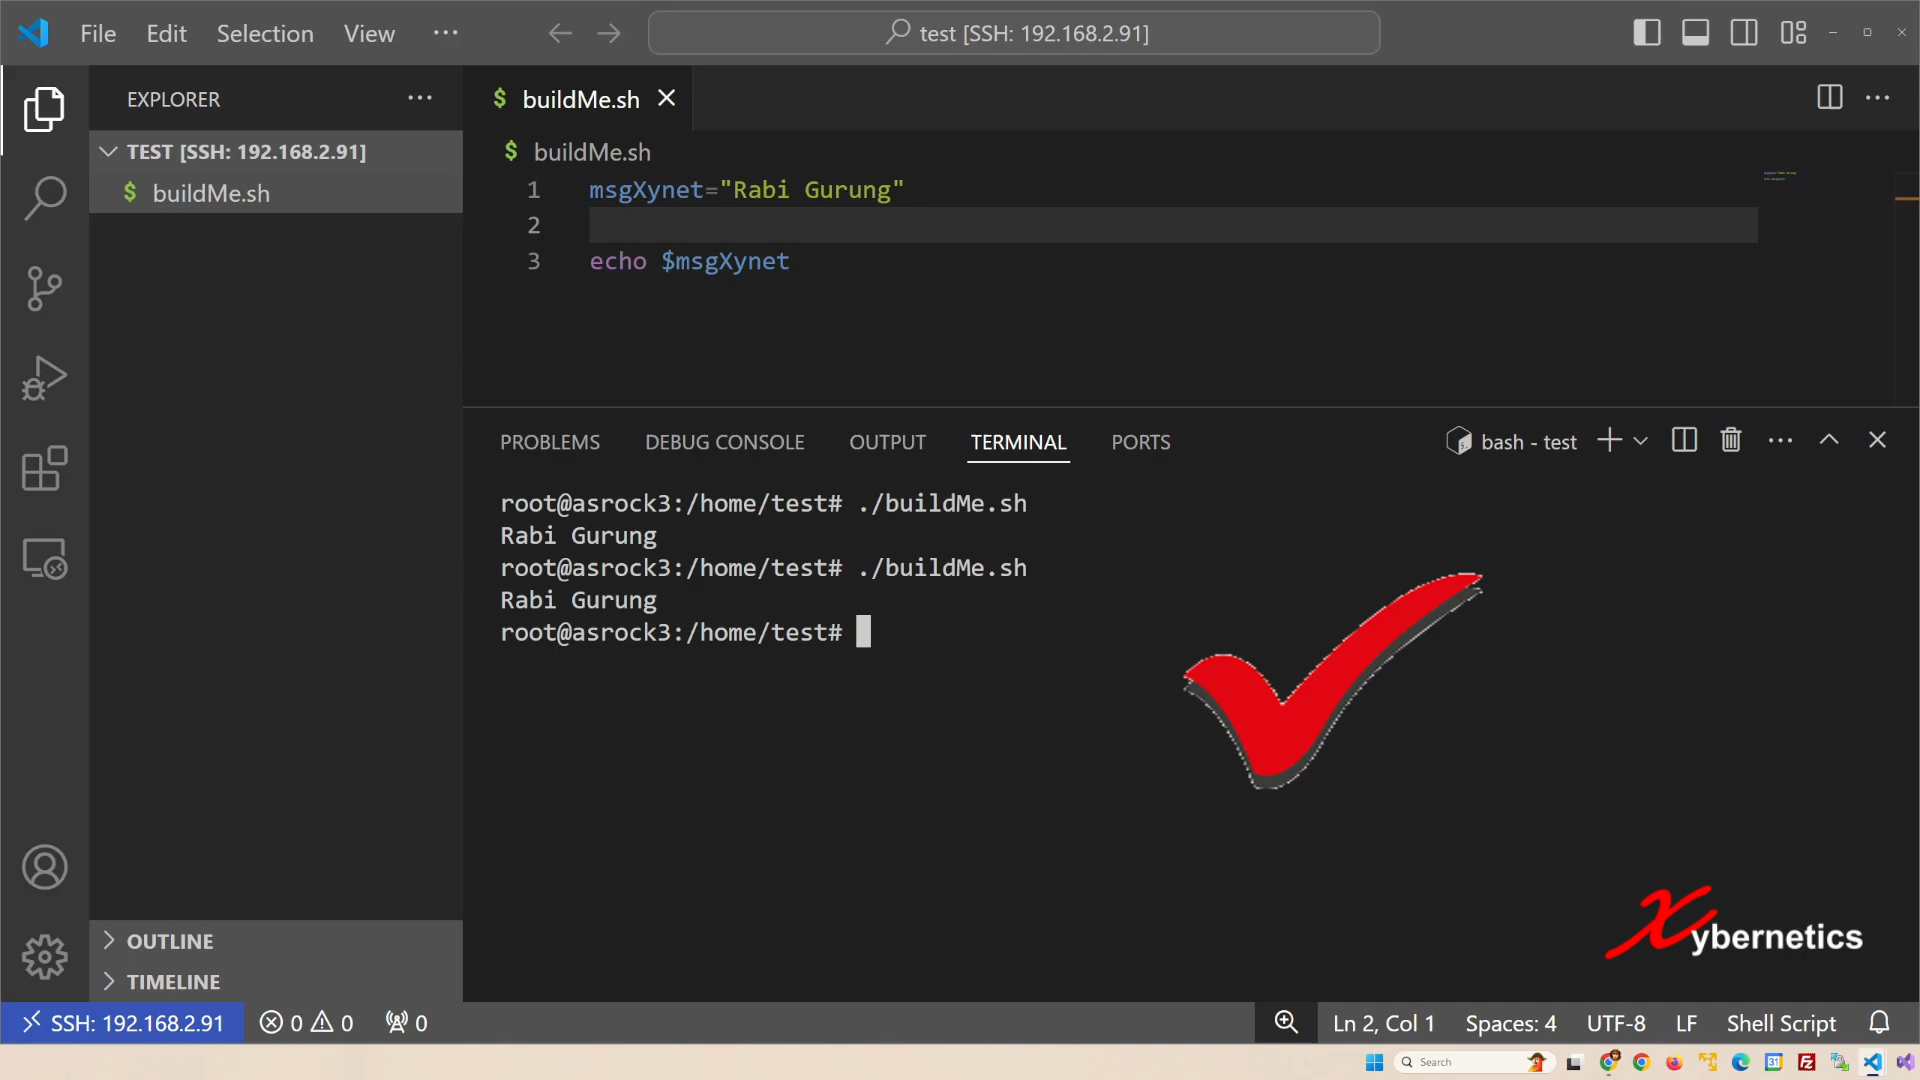 File Edit Selection View ···
test [SSH: 192.168.2.91]
EXPLORER ···
TEST [SSH: 192.168.2.91]
$ buildMe.sh
$ buildMe.sh
$ buildMe.sh
1 msgXynet="Rabi Gurung"
2
3 echo $msgXynet
PROBLEMS DEBUG CONSOLE OUTPUT TERMINAL PORTS
bash - test
root@asrock3:/home/test# ./buildMe.sh
Rabi Gurung
root@asrock3:/home/test# ./buildMe.sh
Rabi Gurung
root@asrock3:/home/test#
Xybernetics
OUTLINE
TIMELINE
SSH: 192.168.2.91 0 0 0
Ln 2, Col 1 Spaces: 4 UTF-8 LF Shell Script
Search
31
FZ